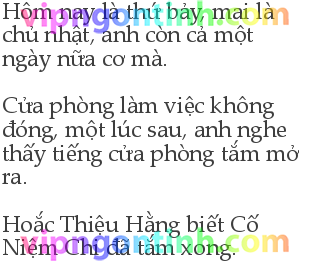 Hôm nay là thứ bảy, mai là
chủ nhật, anh còn cả một
ngày nữa cơ mà.
Cửa phòng làm việc không
đóng, một lúc sau, anh nghe
thấy tiếng cửa phòng tắm mở
ra.
Hoắc Thiệu Hằng biết Cố
Niệm Chi đã tắm xong.
vipngontinh.com
vipngontinh.com